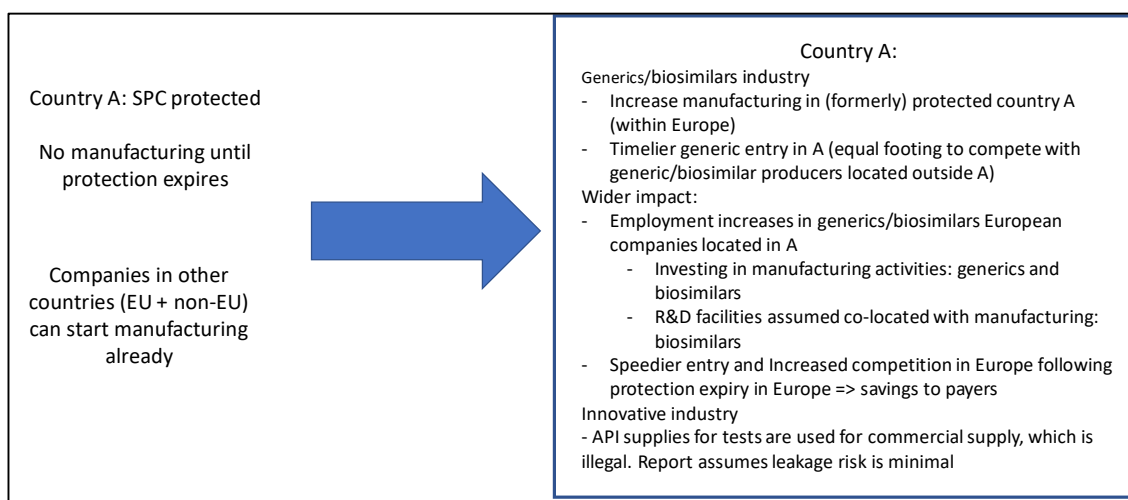 Country A: SPC protected
No manufacturing until
protection expires
Companies in other
countries (EU + non-EU)
can start manufacturing
already
Country A:
Generics/biosimilars industry
- Increase manufacturing in (formerly) protected country A
(within Europe)
- Timelier generic entry in A (equal footing to compete with
generic/biosimilar producers located outside A)
Wider impact:
- Employment increases in generics/biosimilars European
companies located in A
- Investing in manufacturing activities: generics and
biosimilars
- R&D facilities assumed co-located with manufacturing:
biosimilars
- Speedier entry and Increased competition in Europe following
protection expiry in Europe => savings to payers
Innovative industry
- API supplies for tests are used for commercial supply, which is
illegal. Report assumes leakage risk is minimal